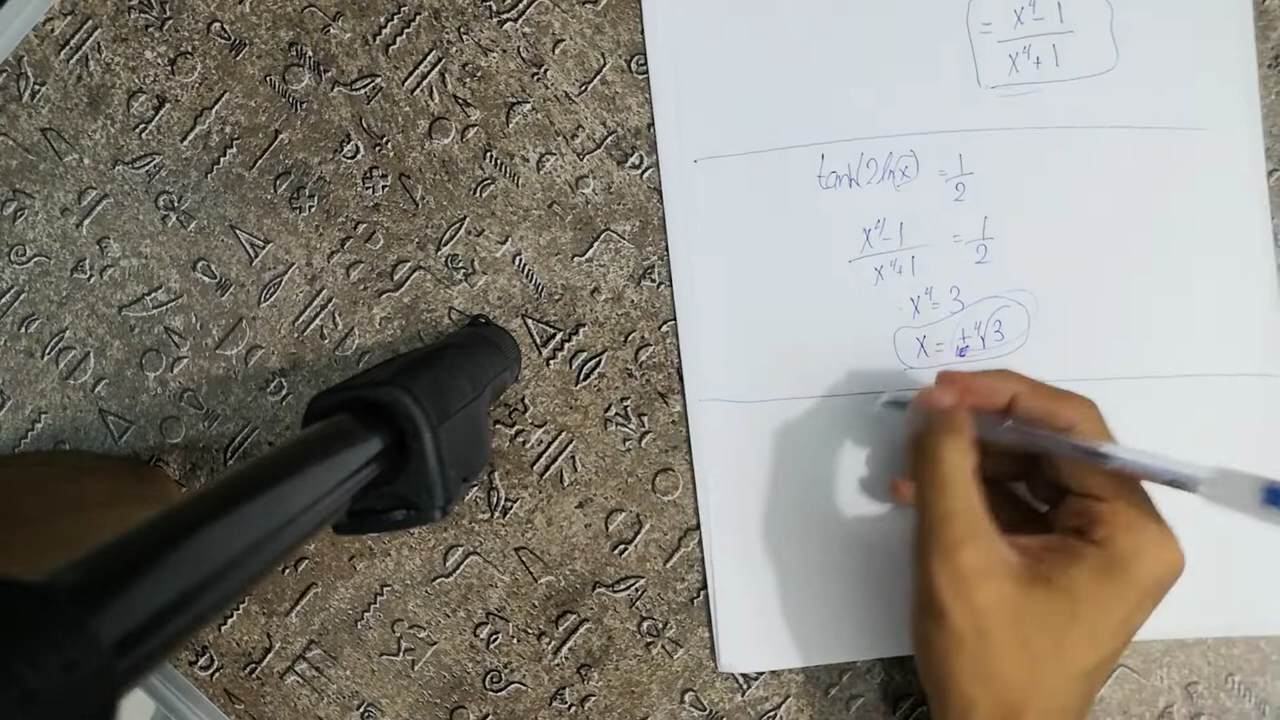 = x⁴-1 / x⁴+1
tanh(2ln(x)) = 1/2
x⁴-1 / x⁴+1 = 1/2
x⁴ = 3
x = ±⁴√3